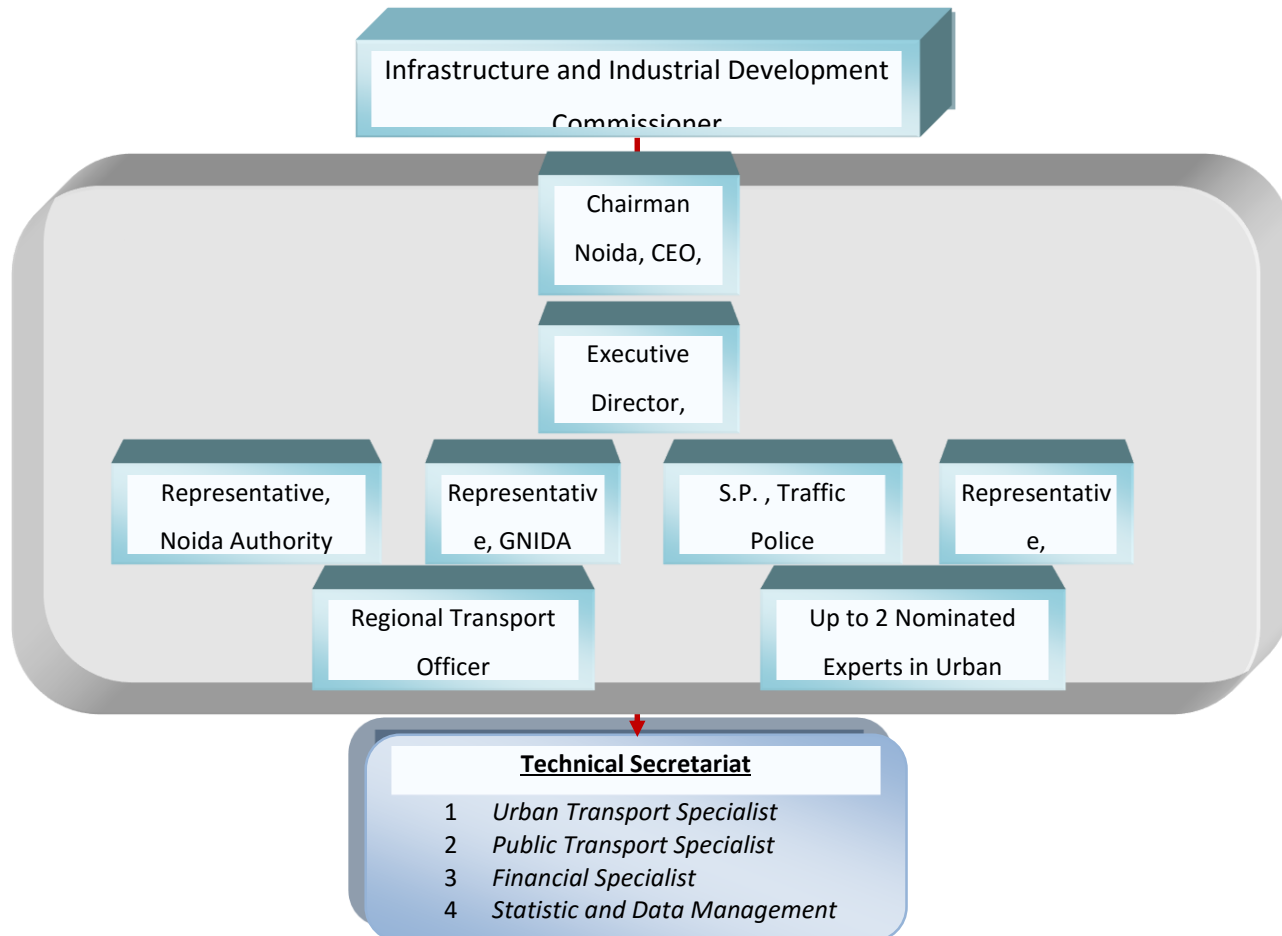 Infrastructure and Industrial Development
Commissioner
Chairman
Noida, CEO,
Executive
Director,
Representative,
Noida Authority
Representativ
e, GNIDA
S.P. , Traffic
Police
Representativ
e,
Regional Transport
Officer
Up to 2 Nominated
Experts in Urban
Technical Secretariat
1 Urban Transport Specialist
2 Public Transport Specialist
3 Financial Specialist
4 Statistic and Data Management